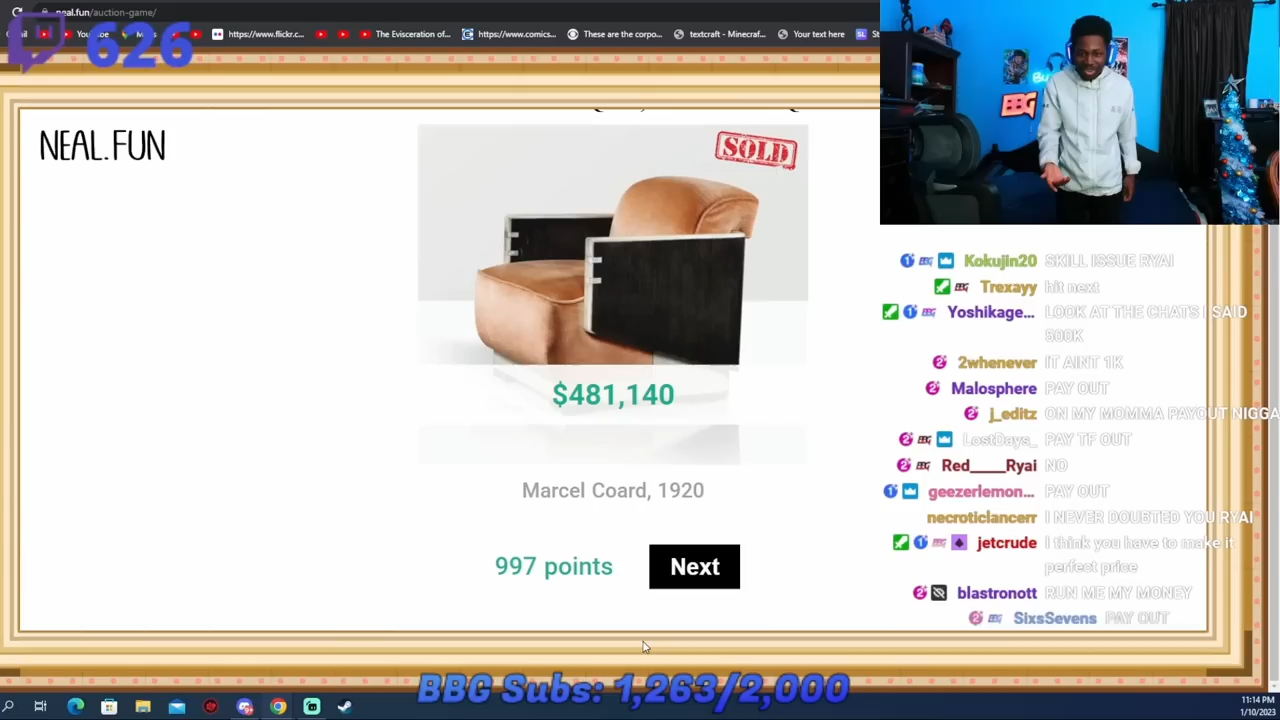 neal.fun/auction-game/
626
https://www.flickr.c...
The Evisceration of...
https://www.comics...
These are the corpo...
textcraft - Minecraf...
Your text here
SL
NEAL.FUN
SOLD
$481,140
Marcel Coard, 1920
997 points
Next
BBG
Kokujin20 SKILL ISSUE RYAI
Trexayy hit next
Yoshikage... LOOK AT THE CHATS I SAID
500K
2whenever IT AINT 1K
Malosphere PAY OUT
j_editz ON MY MOMMA PAYOUT NIGGA
LostDays_ PAY TF OUT
Red_____Ryai NO
geezerlemon... PAY OUT
necroticlancerr I NEVER DOUBTED YOU RYAI
jetcrude I think you have to make it
perfect price
blastronott RUN ME MY MONEY
SixsSevens PAY OUT
BBG Subs: 1,263/2,000
11:14 PM
1/10/2023